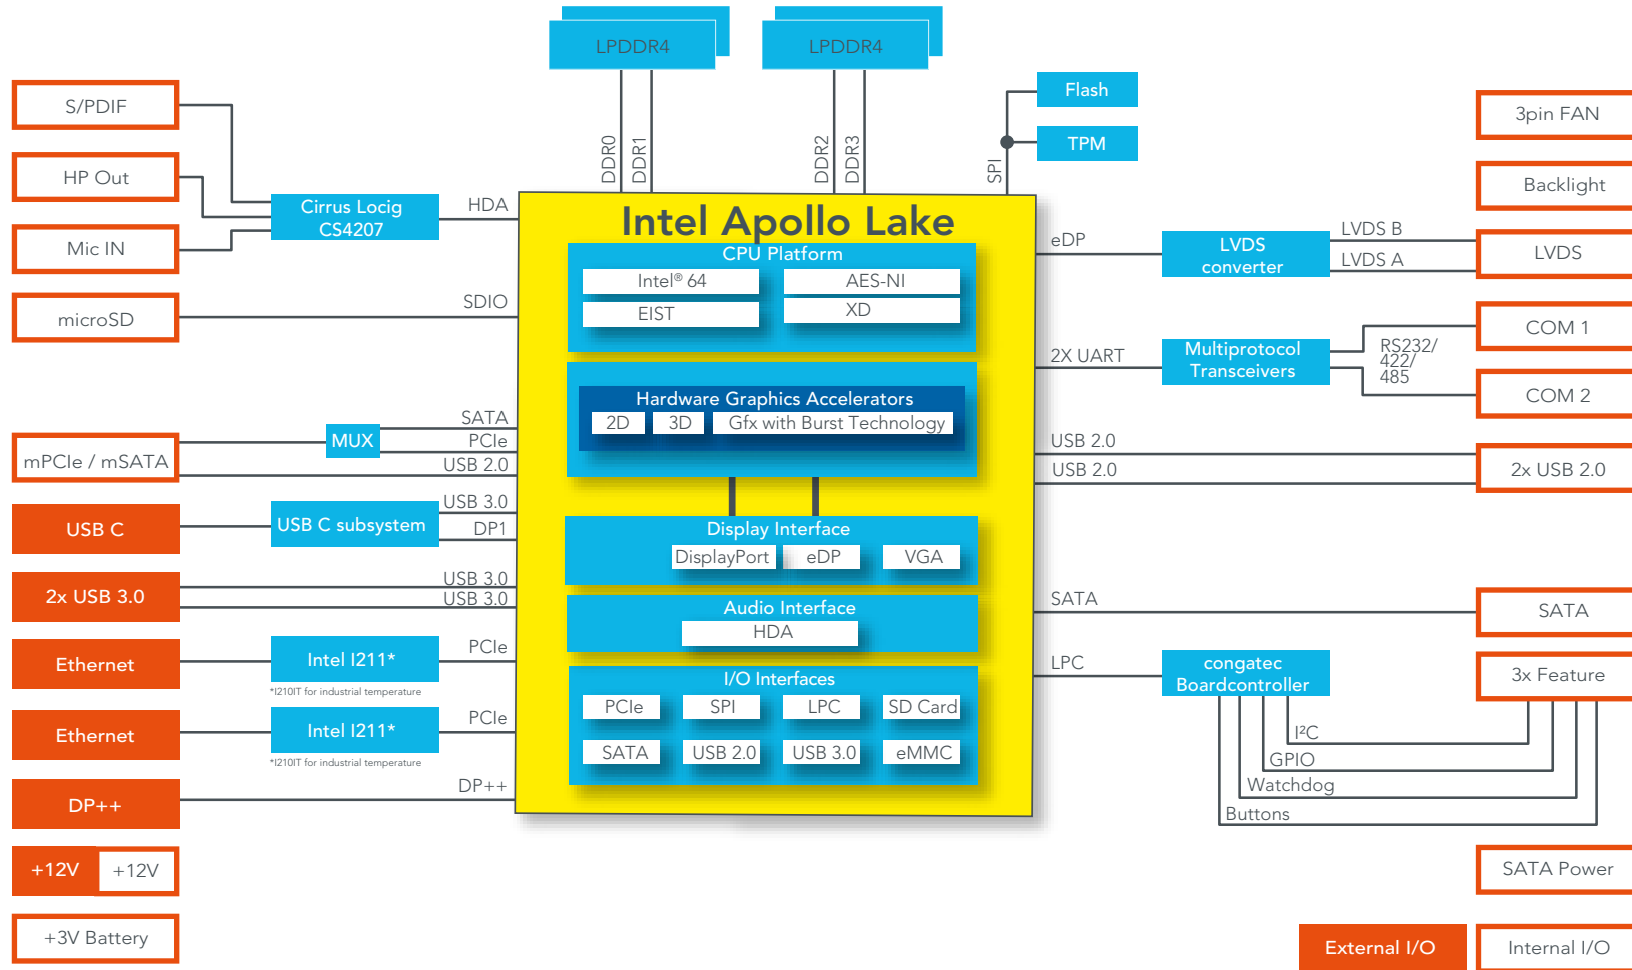 LPDDR4
LPDDR4
DDR0
DDR1
DDR2
DDR3
SPI
Flash
TPM
S/PDIF
HP Out
Mic IN
microSD
Cirrus Locig
CS4207
HDA
SDIO
mPCIe / mSATA
MUX
SATA
PCIe
USB 2.0
USB C
USB C subsystem
USB 3.0
DP1
2x USB 3.0
USB 3.0
USB 3.0
Ethernet
Intel I211*
*I210IT for industrial temperature
PCIe
Ethernet
Intel I211*
*I210IT for industrial temperature
PCIe
DP++
DP++
+12V
+12V
+3V Battery
Intel Apollo Lake
CPU Platform
Intel® 64
AES-NI
EIST
XD
Hardware Graphics Accelerators
2D
3D
Gfx with Burst Technology
Display Interface
DisplayPort
eDP
VGA
Audio Interface
HDA
I/O Interfaces
PCIe
SPI
LPC
SD Card
SATA
USB 2.0
USB 3.0
eMMC
3pin FAN
Backlight
eDP
LVDS
converter
LVDS B
LVDS A
LVDS
2X UART
Multiprotocol
Transceivers
RS232/
422/
485
COM 1
COM 2
USB 2.0
USB 2.0
2x USB 2.0
SATA
SATA
LPC
congatec
Boardcontroller
3x Feature
I²C
GPIO
Watchdog
Buttons
SATA Power
External I/O
Internal I/O